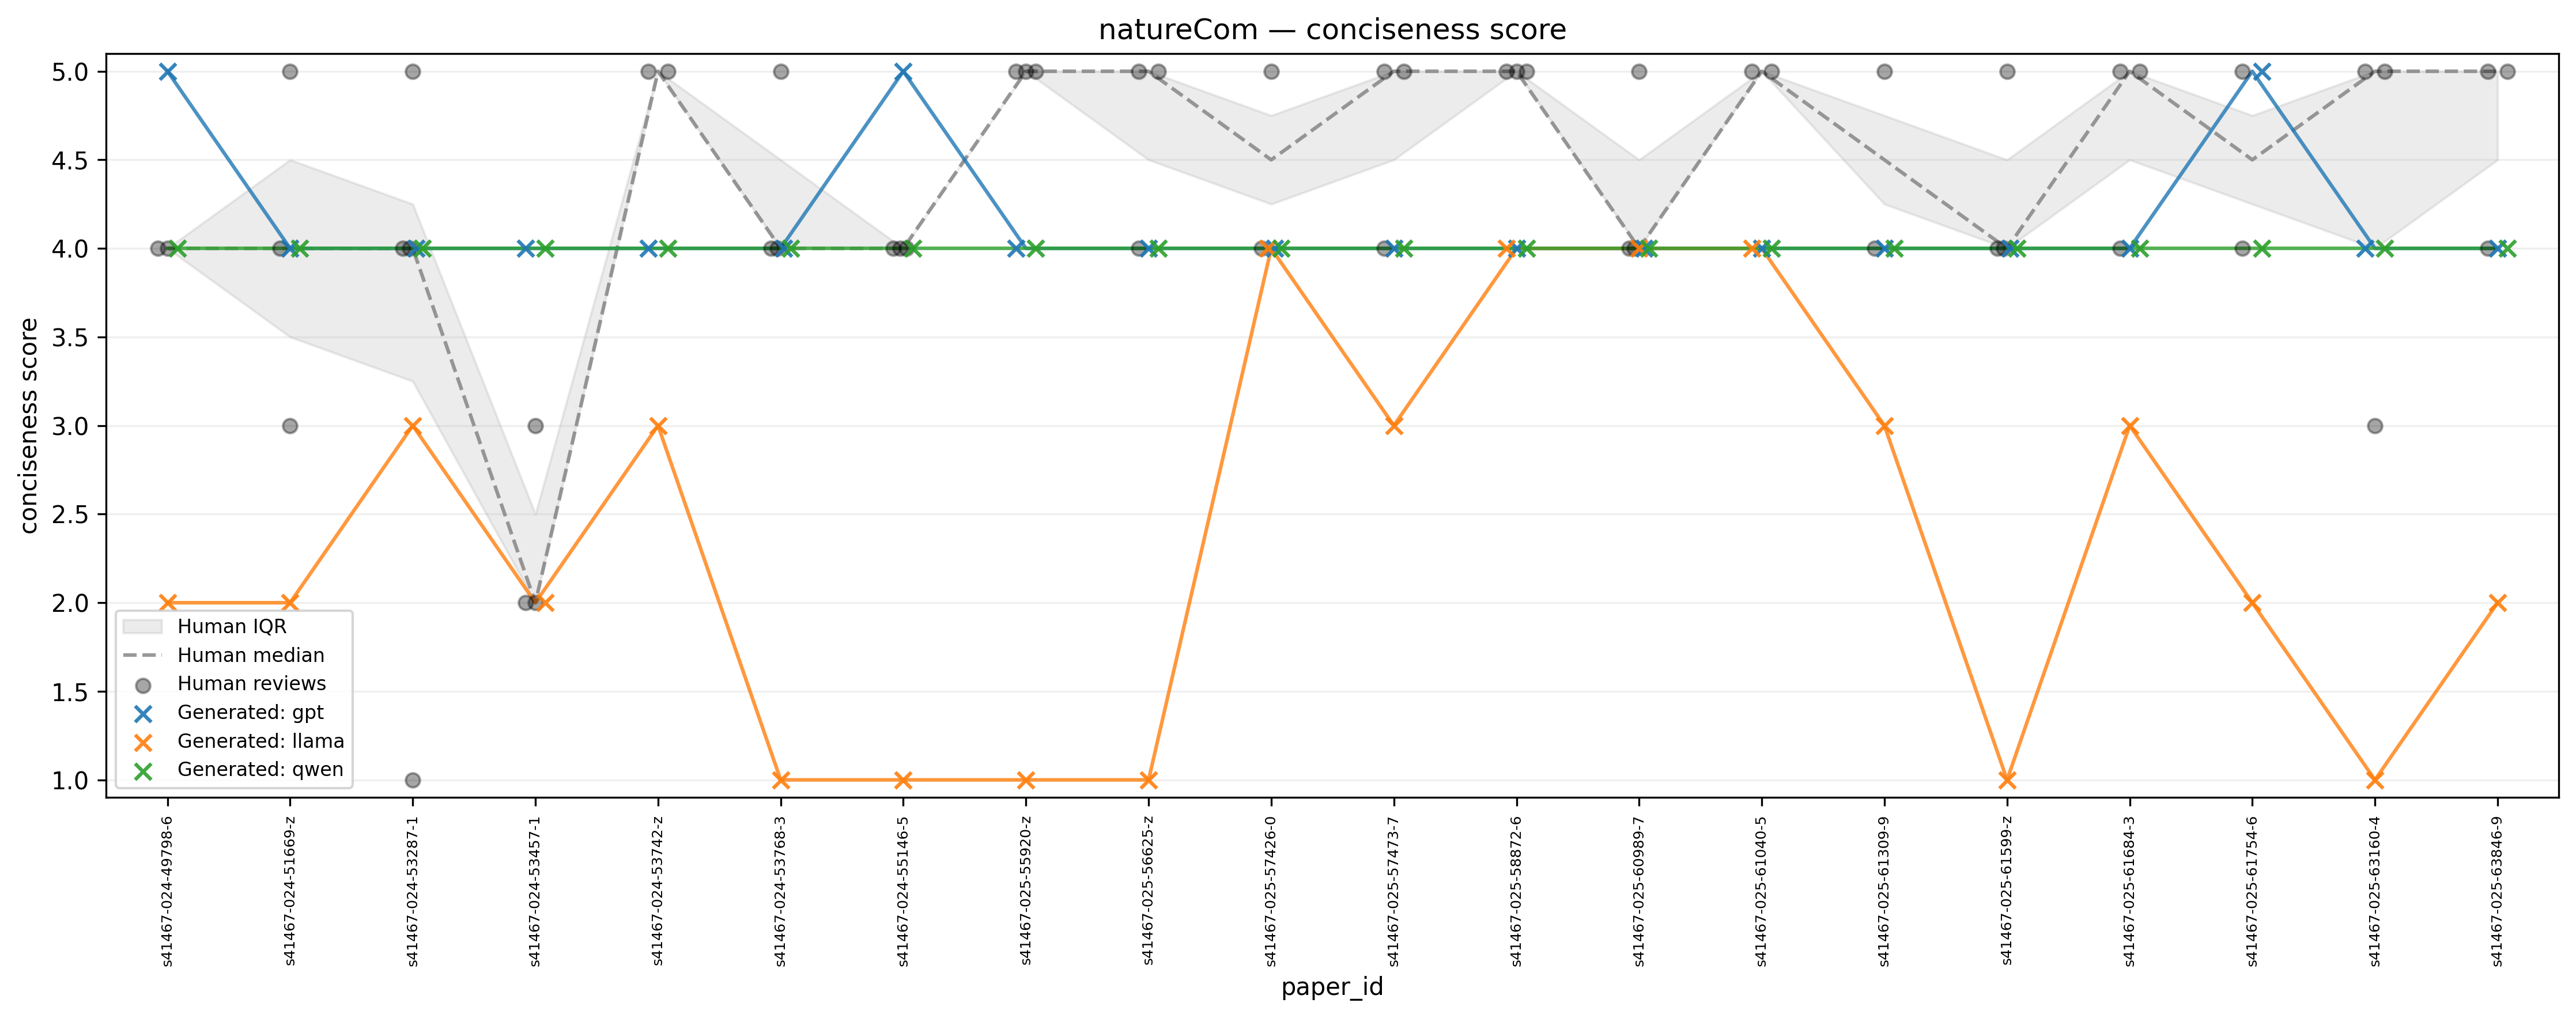 natureCom — conciseness score
conciseness score
5.0
4.5
4.0
3.5
3.0
2.5
2.0
1.5
1.0
Human IQR
Human median
Human reviews
Generated: gpt
Generated: llama
Generated: qwen
s41467-024-49798-6
s41467-024-51669-z
s41467-024-53287-1
s41467-024-53457-1
s41467-024-53742-z
s41467-024-53768-3
s41467-024-55146-5
s41467-025-55920-z
s41467-025-56625-z
s41467-025-57426-0
s41467-025-57473-7
s41467-025-58872-6
s41467-025-60989-7
s41467-025-61040-5
s41467-025-61309-9
s41467-025-61599-z
s41467-025-61684-3
s41467-025-61754-6
s41467-025-63160-4
s41467-025-63846-9
paper_id